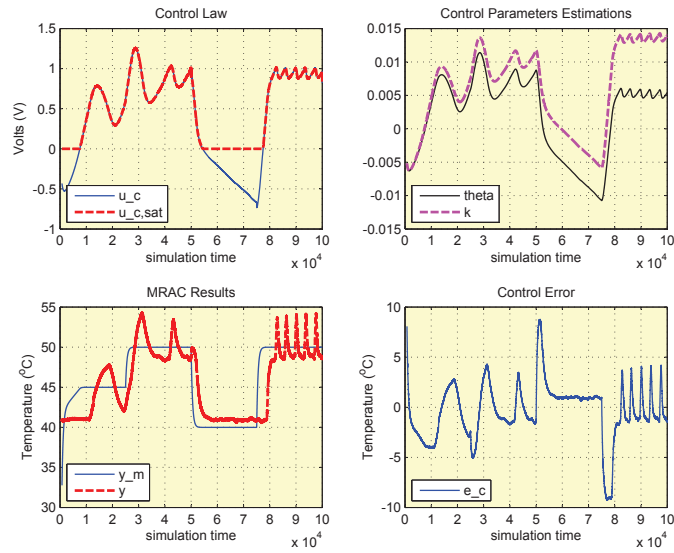 Control Law
Volts (V)
1.5
1
0.5
0
-0.5
-1
u_c
u_c,sat
0 1 2 3 4 5 6 7 8 9 10
simulation time
x 10^4
Control Parameters Estimations
0.015
0.01
0.005
0
-0.005
-0.01
-0.015
theta
k
0 1 2 3 4 5 6 7 8 9 10
simulation time
x 10^4
MRAC Results
Temperature (⁰C)
55
50
45
40
35
30
y_m
y
0 1 2 3 4 5 6 7 8 9 10
simulation time
x 10^4
Control Error
Temperature (⁰C)
10
5
0
-5
-10
e_c
0 1 2 3 4 5 6 7 8 9 10
simulation time
x 10^4